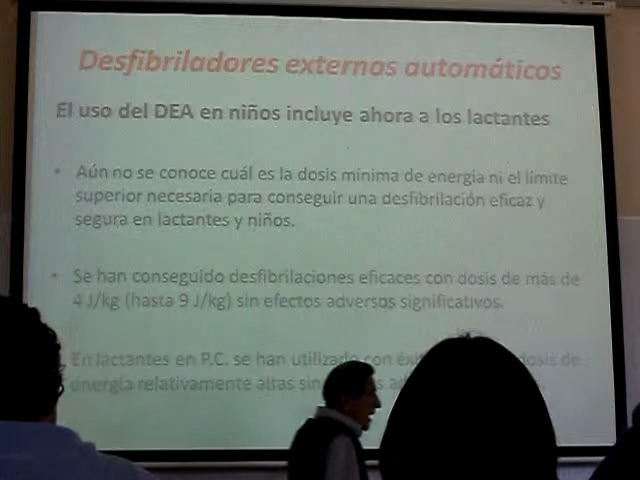 Desfibriladores externos automáticos
El uso del DEA en niños incluye ahora a los lactantes
• Aún no se conoce cuál es la dosis mínima de energía ni el límite
superior necesaria para conseguir una desfibrilación eficaz y
segura en lactantes y niños.
• Se han conseguido desfibrilaciones eficaces con dosis de más de
4 J/kg (hasta 9 J/kg) sin efectos adversos significativos.
En lactantes en P.C. se han utilizado con dosis de
energía relativamente altas sin